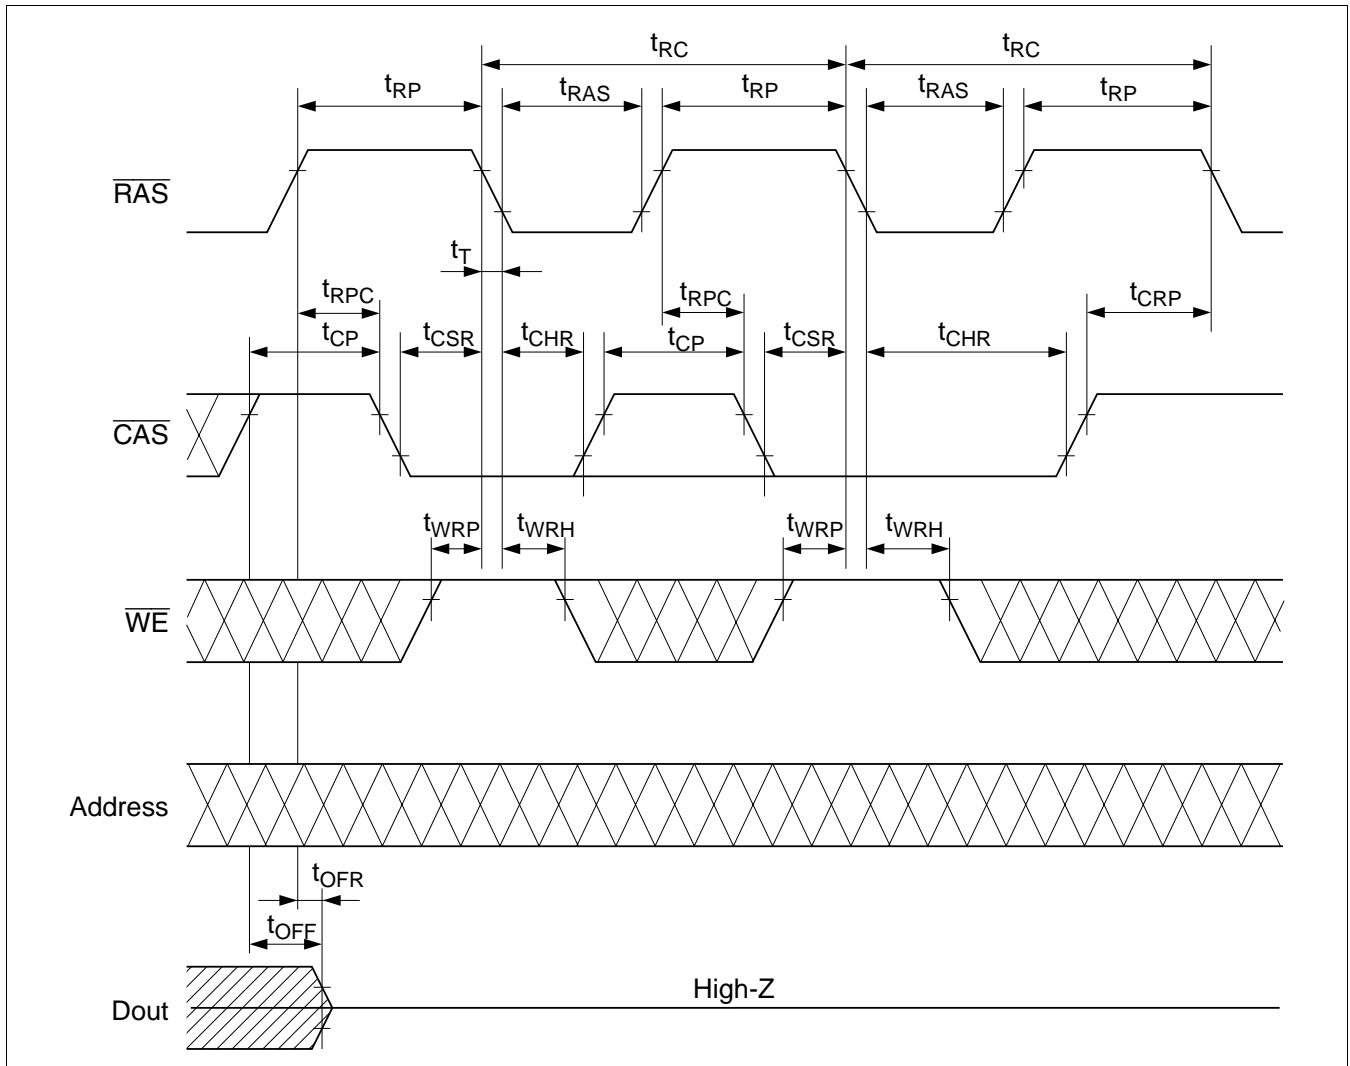 tRC tRC
tRP tRAS tRP tRAS tRP
RAS
tT
tRPC tRPC tCRP
tCP tCSR tCHR tCP tCSR tCHR
CAS
tWRP tWRH tWRP tWRH
WE
Address
tOFR
tOFF
High-Z
Dout